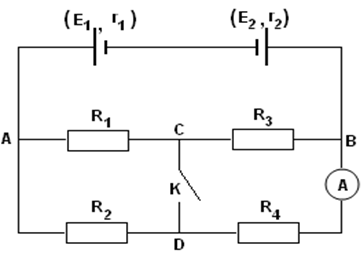 (E₁, r₁) (E₂, r₂)
R₁ C R₃
A B
K A
R₂ R₄
D